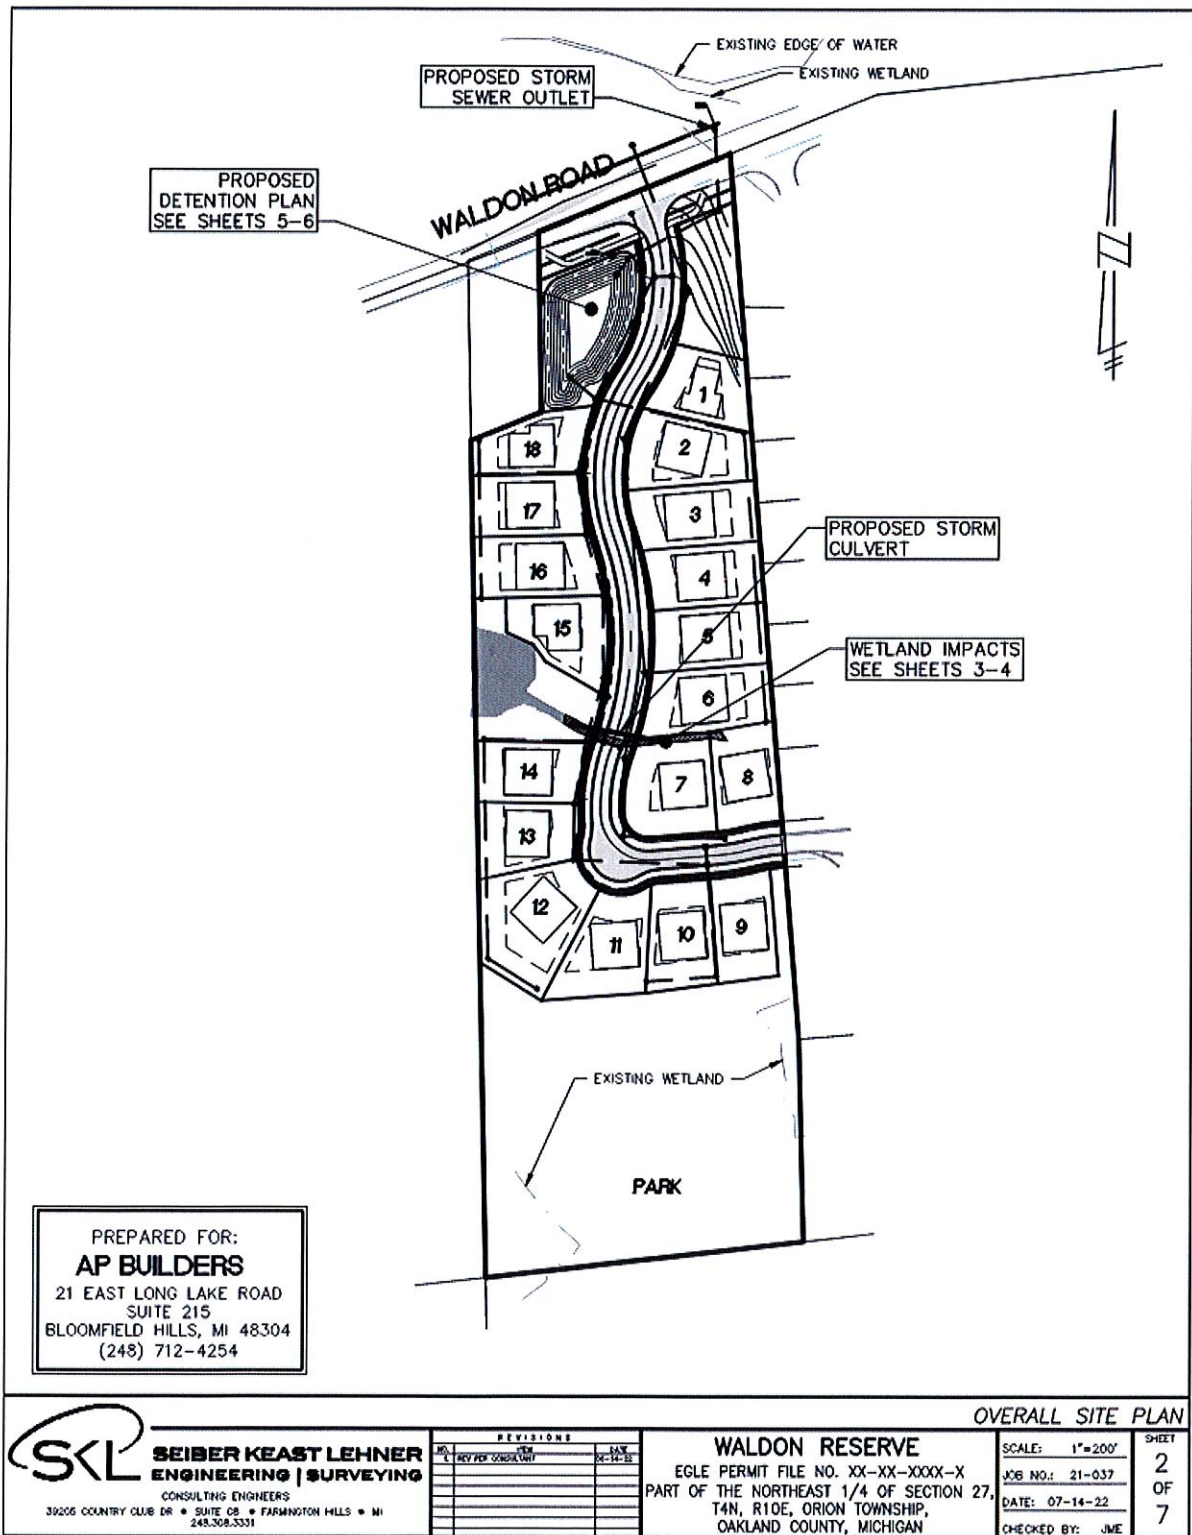 EXISTING EDGE OF WATER
EXISTING WETLAND
PROPOSED STORM
SEWER OUTLET
WALDON ROAD
PROPOSED
DETENTION PLAN
SEE SHEETS 5-6
N
1
2
18
17
3
PROPOSED STORM
CULVERT
16
4
15
5
WETLAND IMPACTS
SEE SHEETS 3-4
6
14
7
8
13
12
11
10
9
EXISTING WETLAND
PARK
PREPARED FOR:
AP BUILDERS
21 EAST LONG LAKE ROAD
SUITE 215
BLOOMFIELD HILLS, MI 48304
(248) 712-4254
OVERALL SITE PLAN
SKL
SEIBER KEAST LEHNER
ENGINEERING | SURVEYING
CONSULTING ENGINEERS
39205 COUNTRY CLUB DR • SUITE C8 • FARMINGTON HILLS • MI
248.308.3331
REVISIONS
NO. ITEM DATE
1 REV PER CONSULTANT
WALDON RESERVE
EGLE PERMIT FILE NO. XX-XX-XXXX-X
PART OF THE NORTHEAST 1/4 OF SECTION 27,
T4N, R10E, ORION TOWNSHIP,
OAKLAND COUNTY, MICHIGAN
SCALE: 1"=200'
JOB NO.: 21-037
DATE: 07-14-22
CHECKED BY: JME
SHEET
2
OF
7